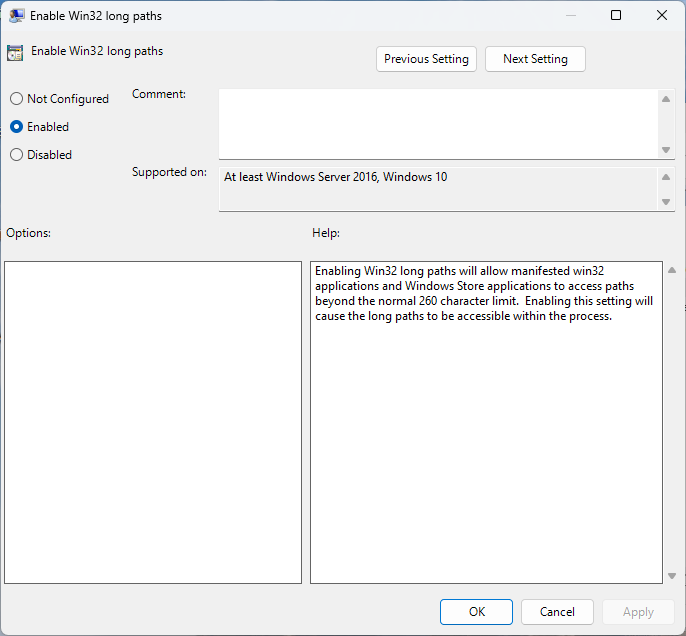 Enable Win32 long paths
Enable Win32 long paths
Previous Setting
Next Setting
Not Configured
Enabled
Disabled
Comment:
Supported on:
At least Windows Server 2016, Windows 10
Options:
Help:
Enabling Win32 long paths will allow manifested win32
applications and Windows Store applications to access paths
beyond the normal 260 character limit.  Enabling this setting will
cause the long paths to be accessible within the process.
OK
Cancel
Apply